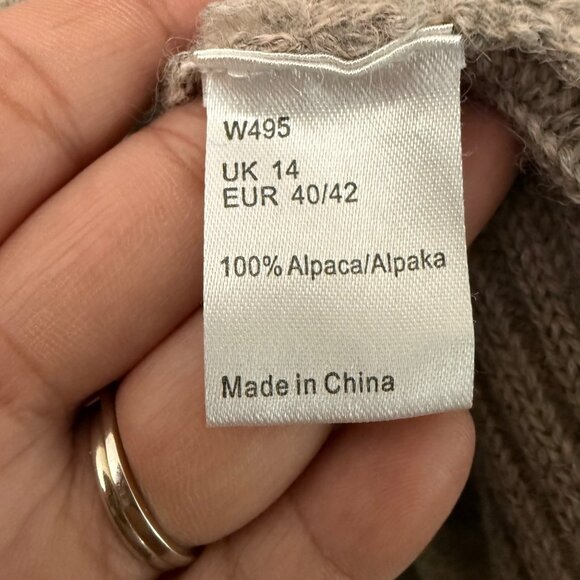 W495
UK 14
EUR 40/42
100% Alpaca/Alpaka
Made in China